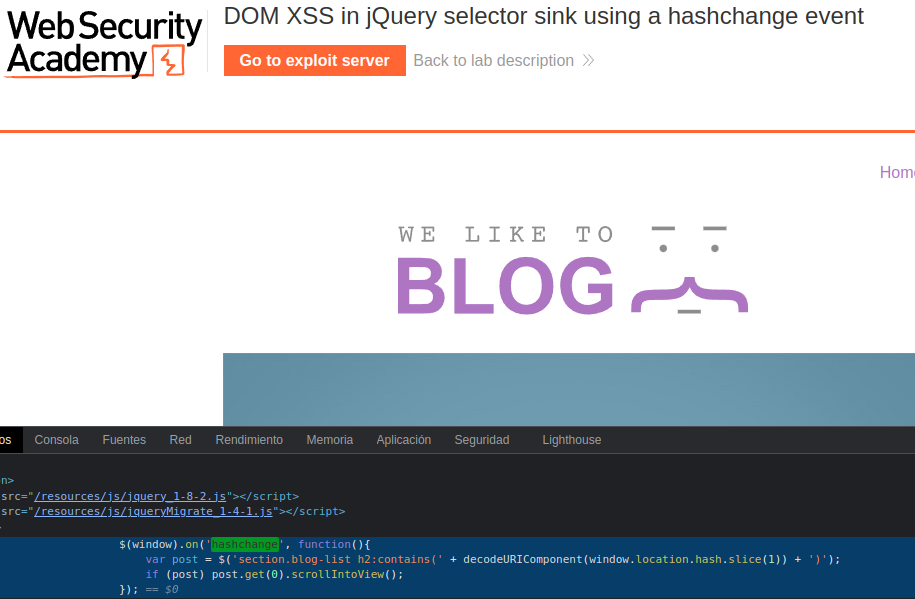 Web Security
Academy
DOM XSS in jQuery selector sink using a hashchange event
Go to exploit server
Back to lab description
Hom
WE LIKE TO
BLOG
os Consola Fuentes Red Rendimiento Memoria Aplicación Seguridad Lighthouse
n>
src="/resources/js/jquery_1-8-2.js"></script>
src="/resources/js/jqueryMigrate_1-4-1.js"></script>
>
$(window).on('hashchange', function(){
var post = $('section.blog-list h2:contains(' + decodeURIComponent(window.location.hash.slice(1)) + ')');
if (post) post.get(0).scrollIntoView();
}); == $0